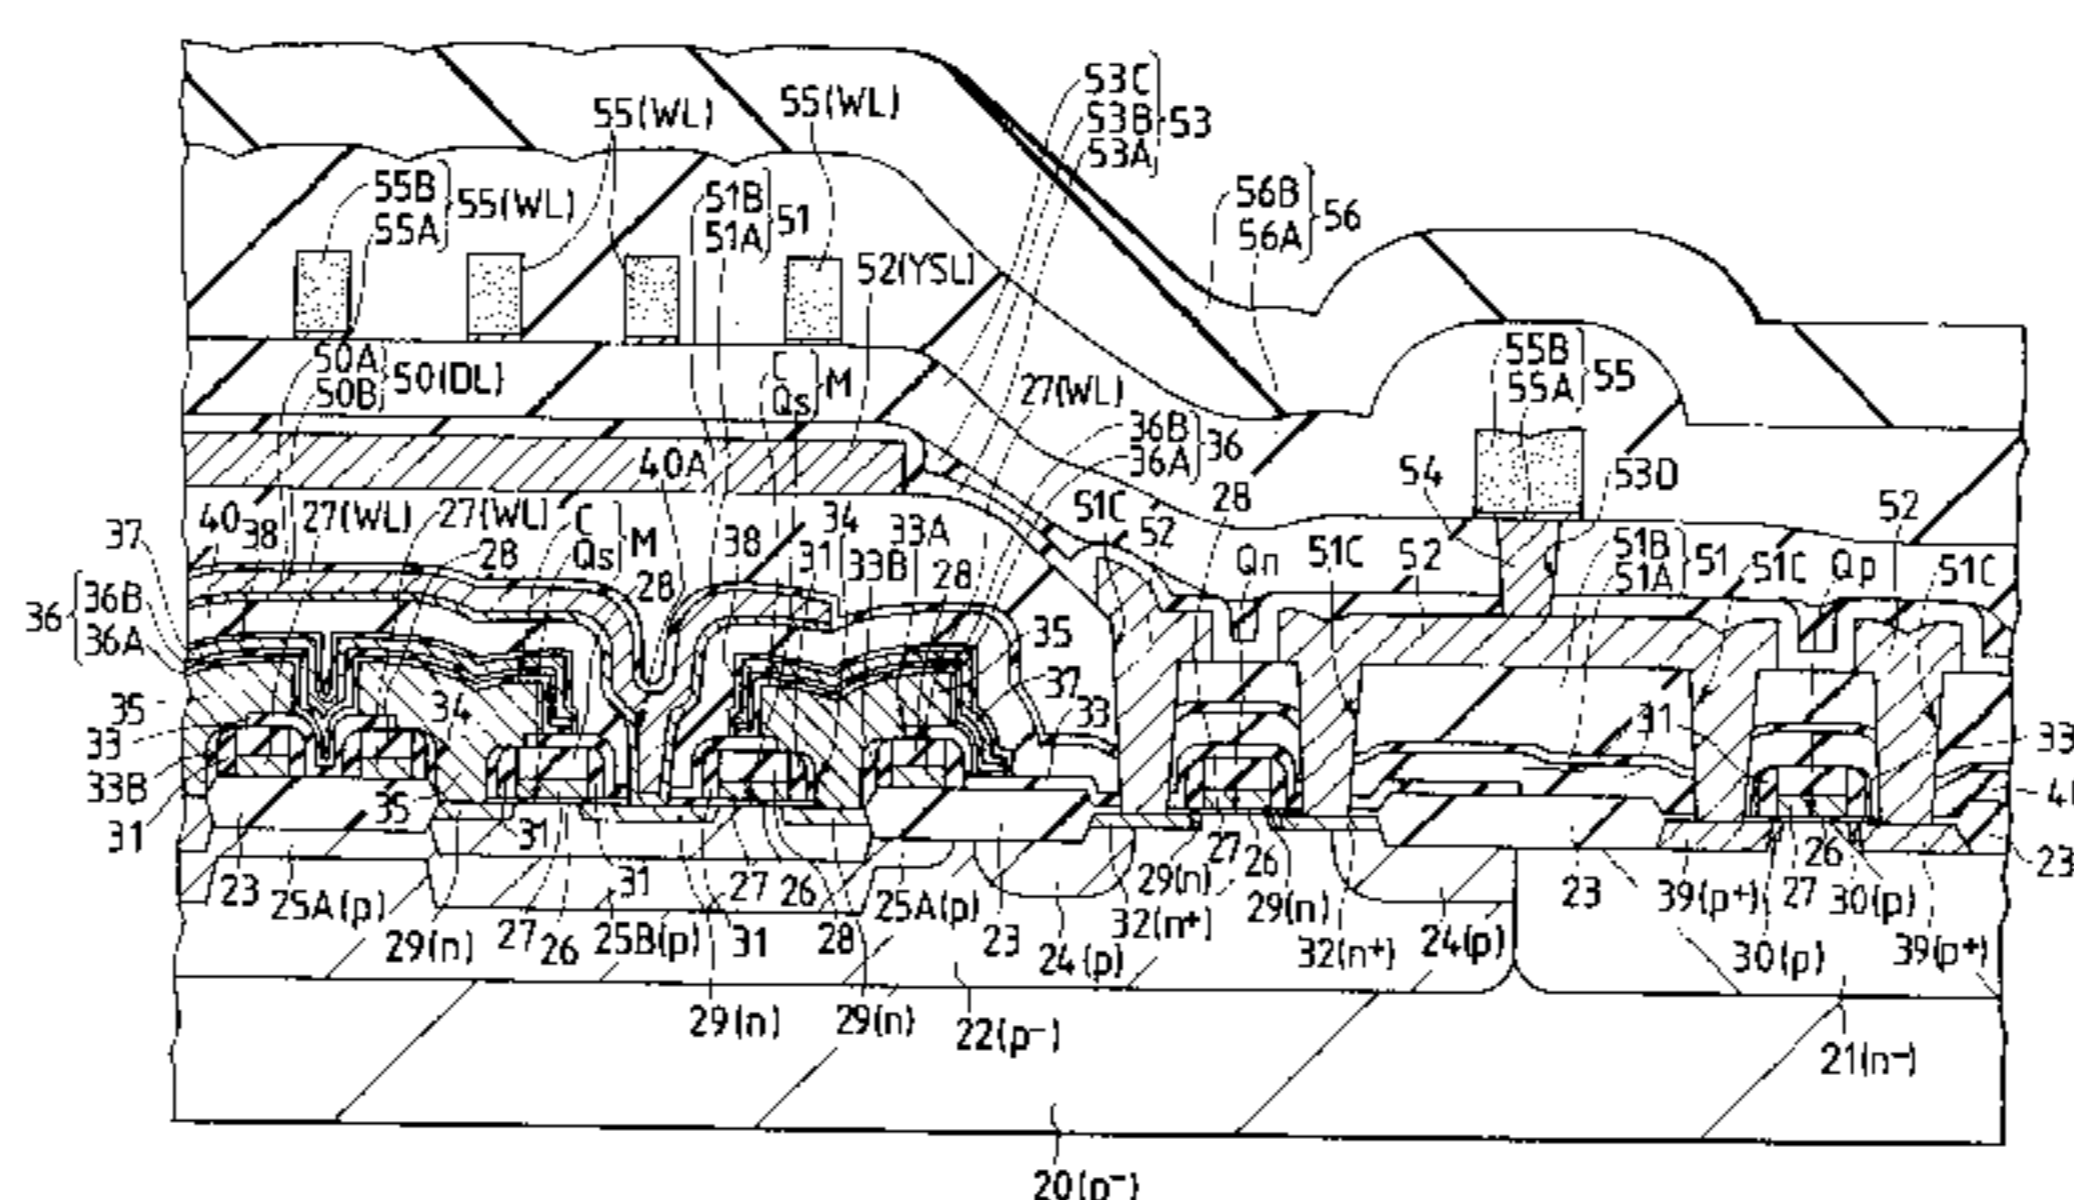 53C
53B
53A
53
55(WL)
55(WL)
55B
55A
55(WL)
51B
51A
51
56B
56A
56
52(YSL)
50A
50B
50(DL)
C
Qs
M
27(WL)
55B
55A
55
36B
36A
36
28
40A
54
53D
51C
52
52
37
40
38
27(WL)
27(WL)
28
C
Qs
M
28
38
34
31
33A
33B
28
Qn
51C
52
51B
51A
51
51C
Qp
51C
36
36B
36A
35
37
33
35
34
31
33
33B
31
35
31
33
41
23
23
25A(p)
29(n)
27
26
31
25B(p)
27
26
31
28
25A(p)
23
24(p)
32(n+)
29(n)
27
26
29(n)
32(n+)
24(p)
23
39(p+)
30(p)
27
26
30(p)
39(p+)
29(n)
29(n)
22(p-)
21(n-)
20(p-)